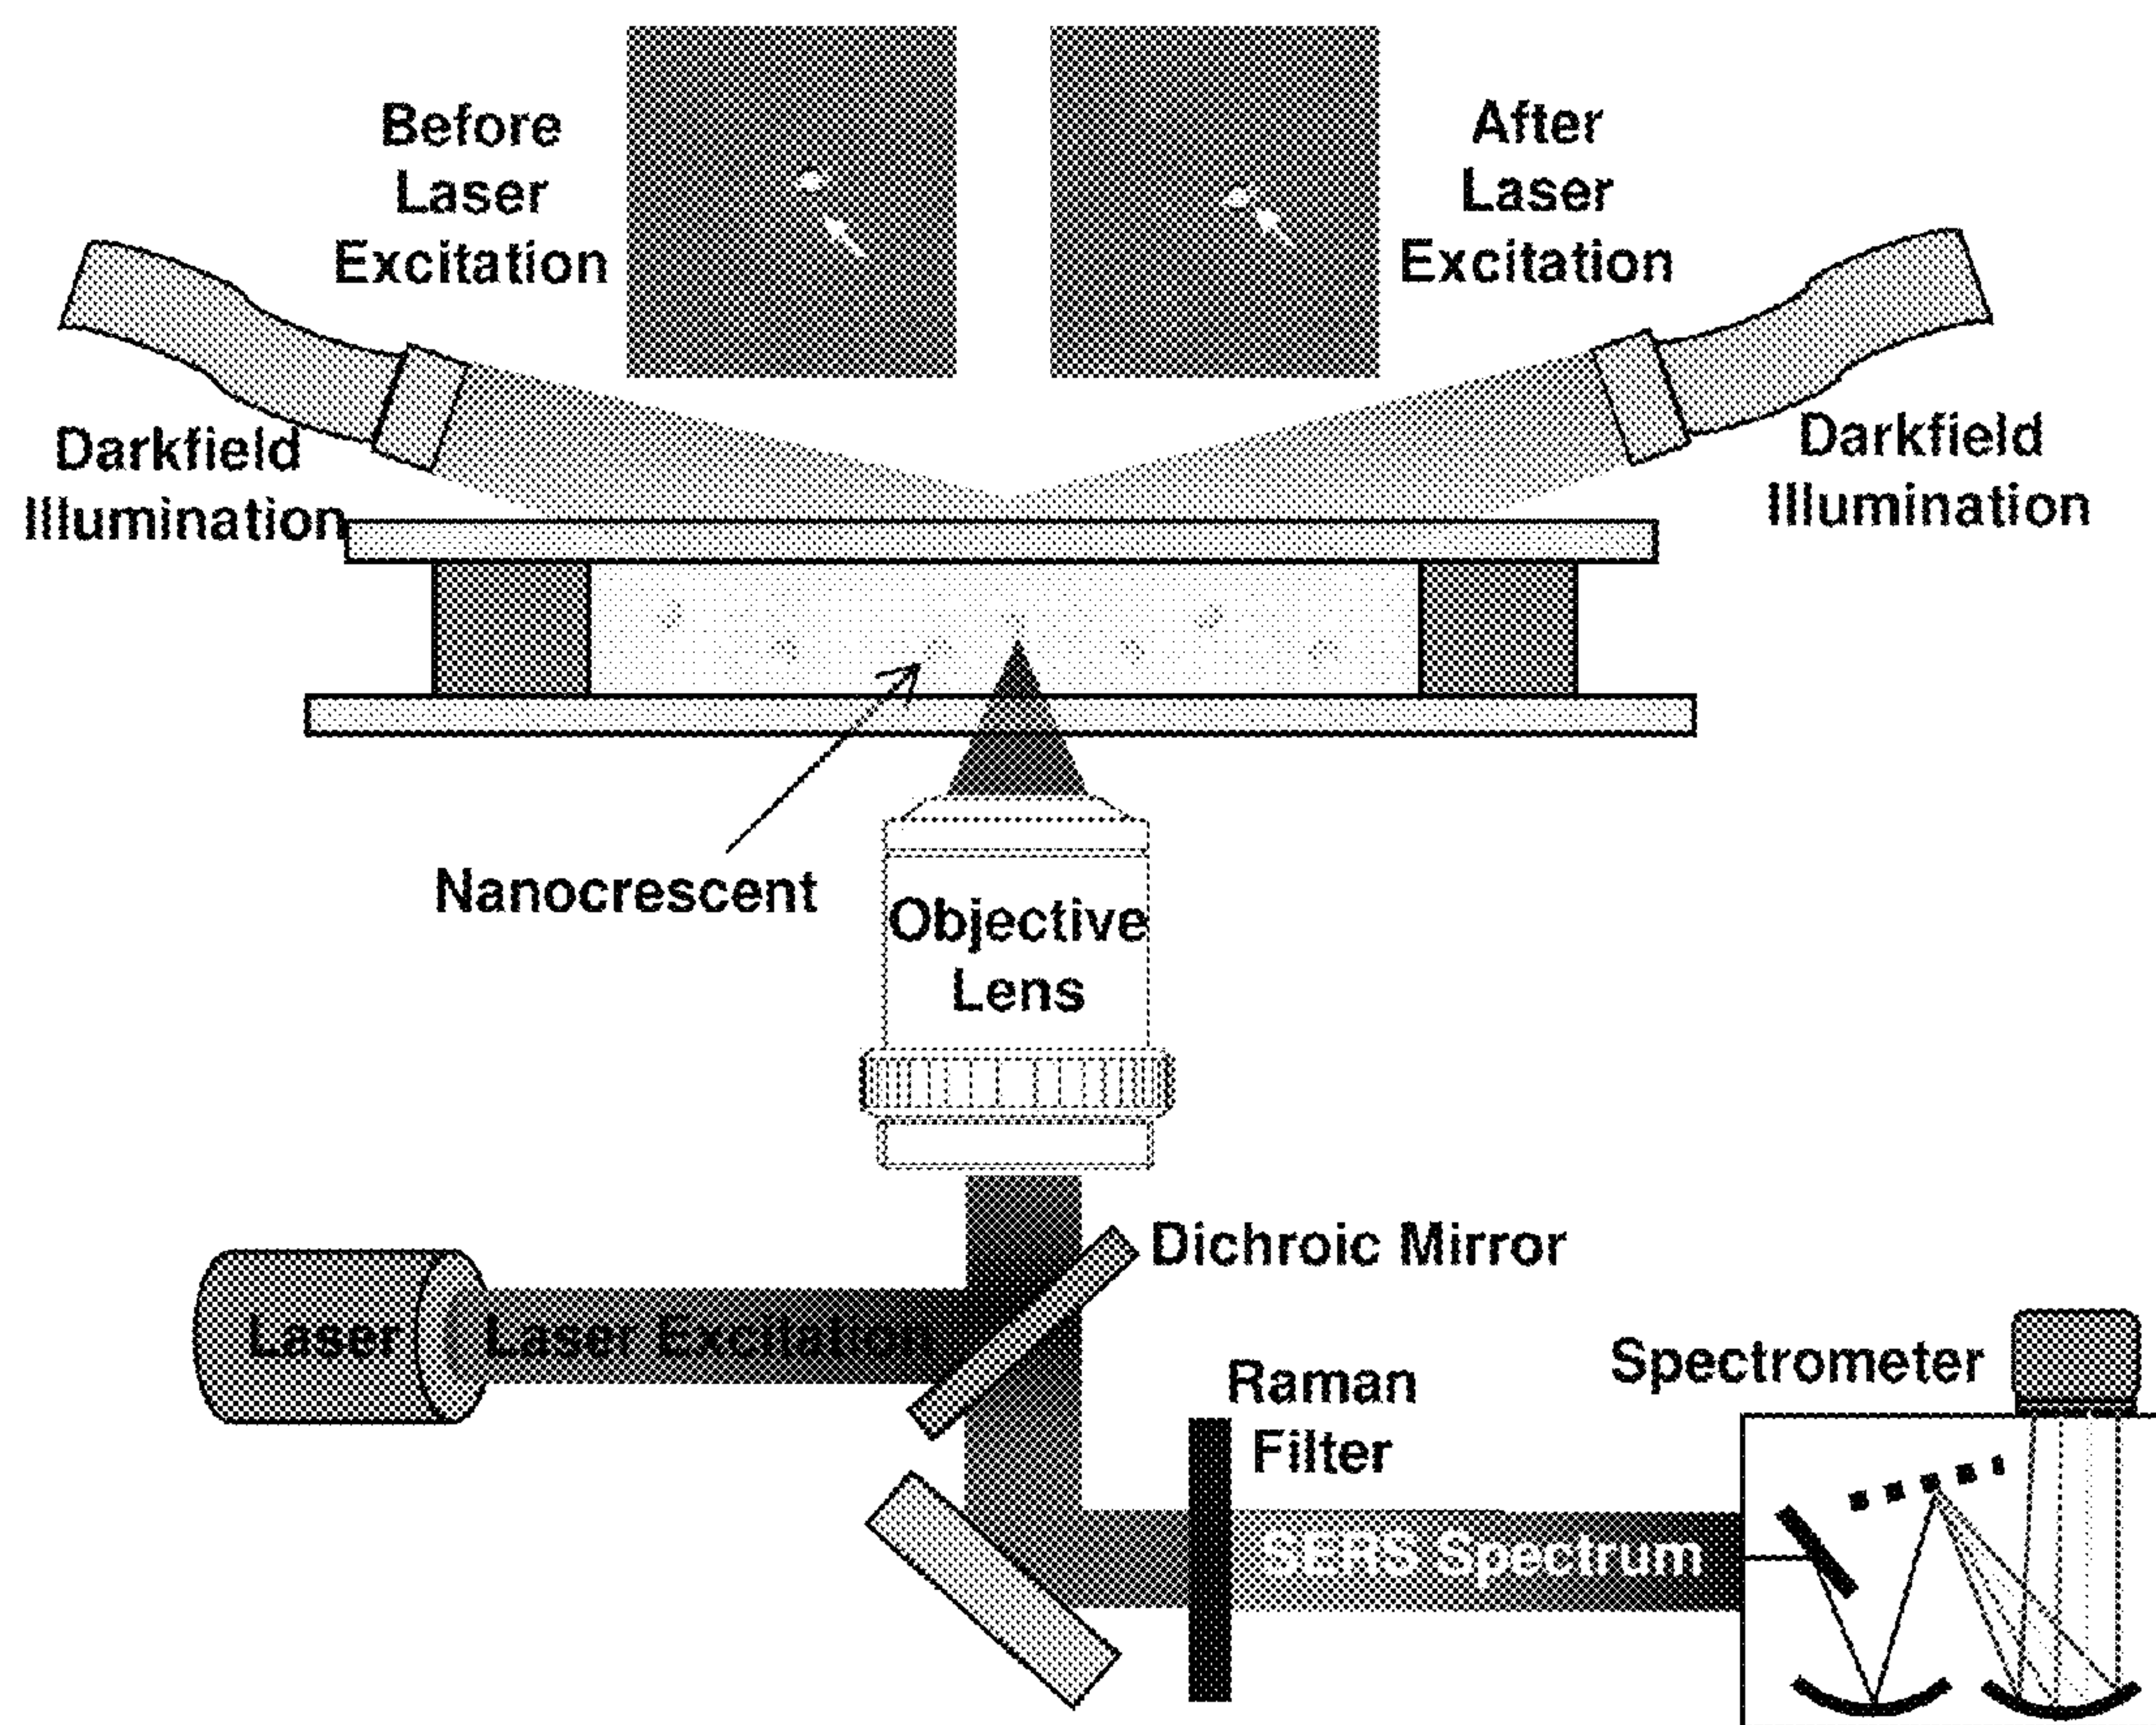 Before
Laser
Excitation
After
Laser
Excitation
Darkfield
Illumination
Darkfield
Illumination
Nanocrescent
Objective
Lens
Dichroic Mirror
Laser
Laser Excitation
Raman
Filter
Spectrometer
SERS Spectrum